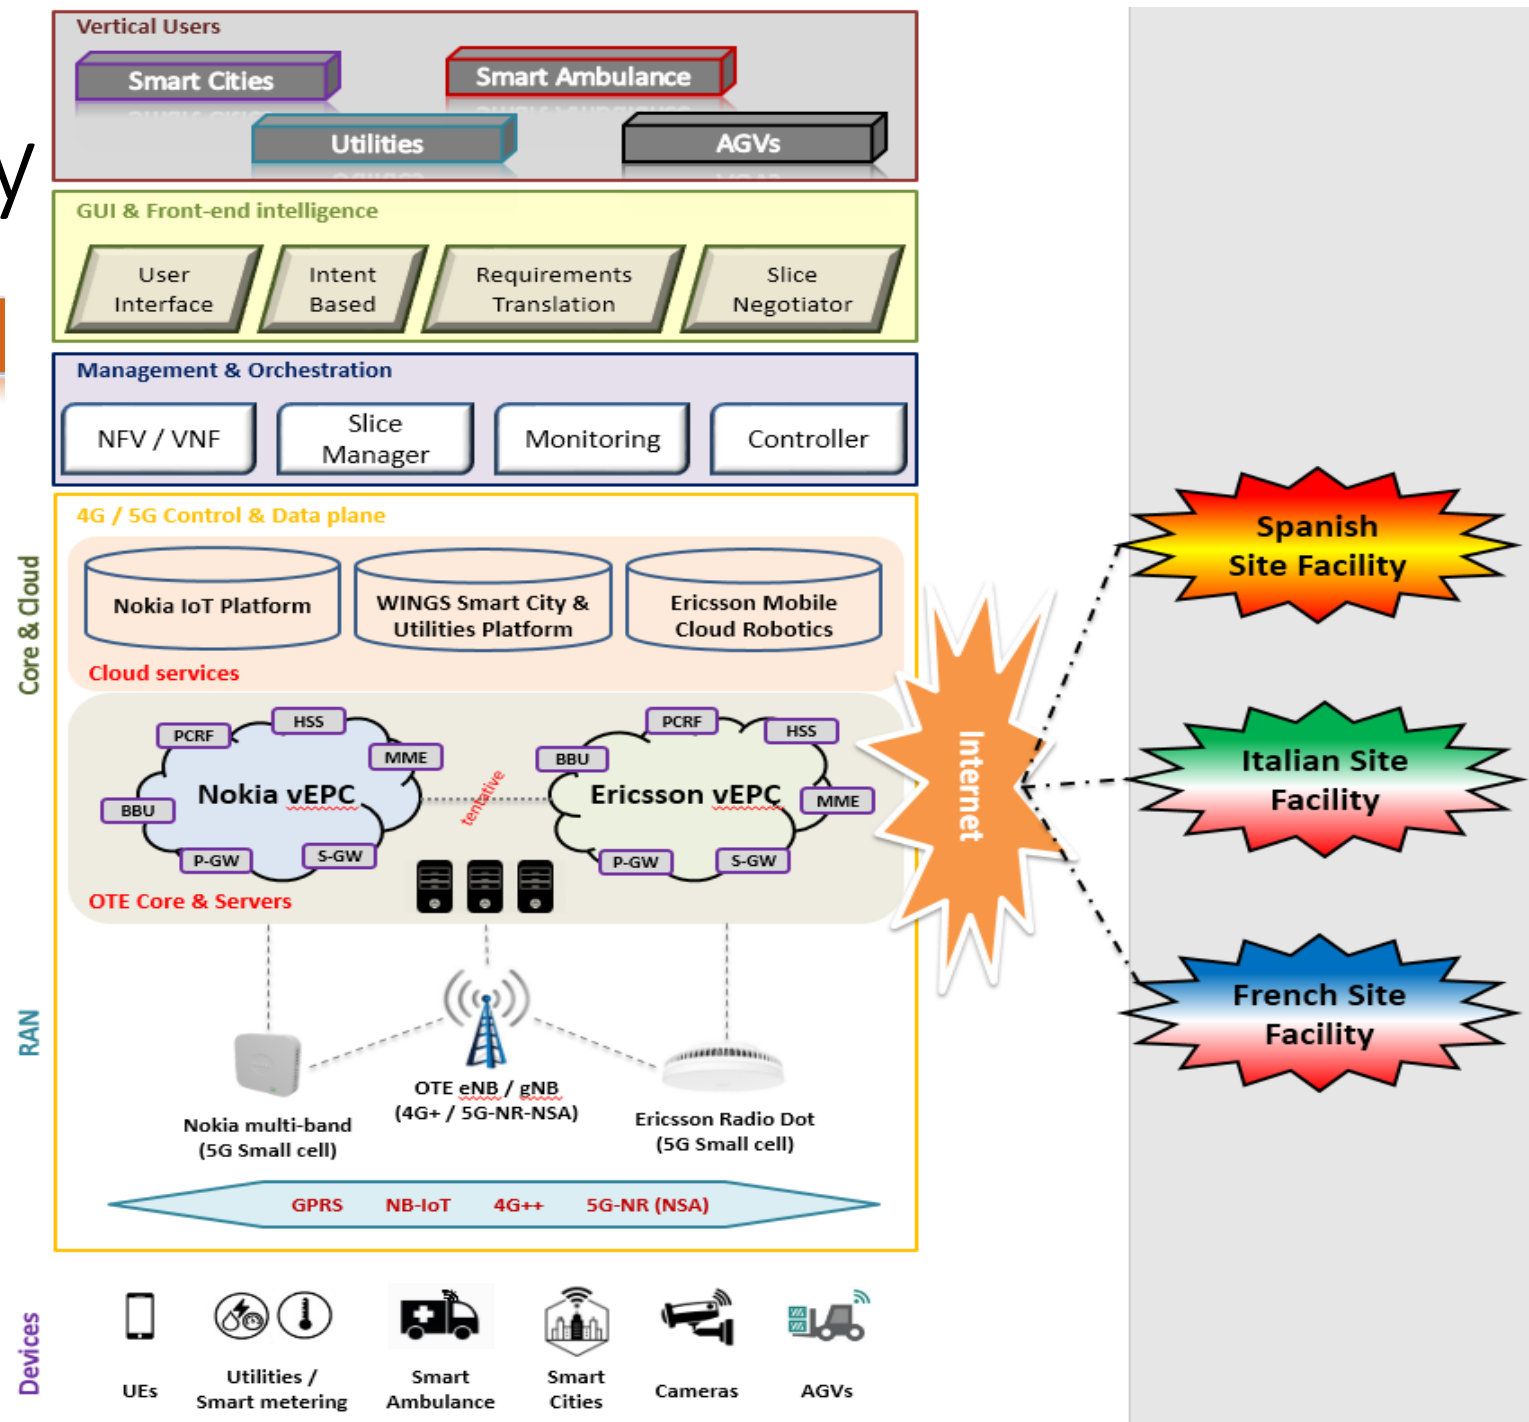 y
Vertical Users
Smart Cities
Smart Ambulance
Utilities
AGVs
GUI & Front-end intelligence
User
Interface
Intent
Based
Requirements
Translation
Slice
Negotiator
Management & Orchestration
NFV / VNF
Slice
Manager
Monitoring
Controller
4G / 5G Control & Data plane
Core & Cloud
Nokia IoT Platform
WINGS Smart City &
Utilities Platform
Ericsson Mobile
Cloud Robotics
Cloud services
PCRF
HSS
MME
BBU
Nokia vEPC
P-GW
S-GW
tentative
BBU
PCRF
HSS
MME
Ericsson vEPC
P-GW
S-GW
OTE Core & Servers
Internet
Spanish
Site Facility
Italian Site
Facility
French Site
Facility
RAN
Nokia multi-band
(5G Small cell)
OTE eNB / gNB
(4G+ / 5G-NR-NSA)
Ericsson Radio Dot
(5G Small cell)
GPRS NB-IoT 4G++ 5G-NR (NSA)
Devices
UEs
Utilities /
Smart metering
Smart
Ambulance
Smart
Cities
Cameras
AGVs